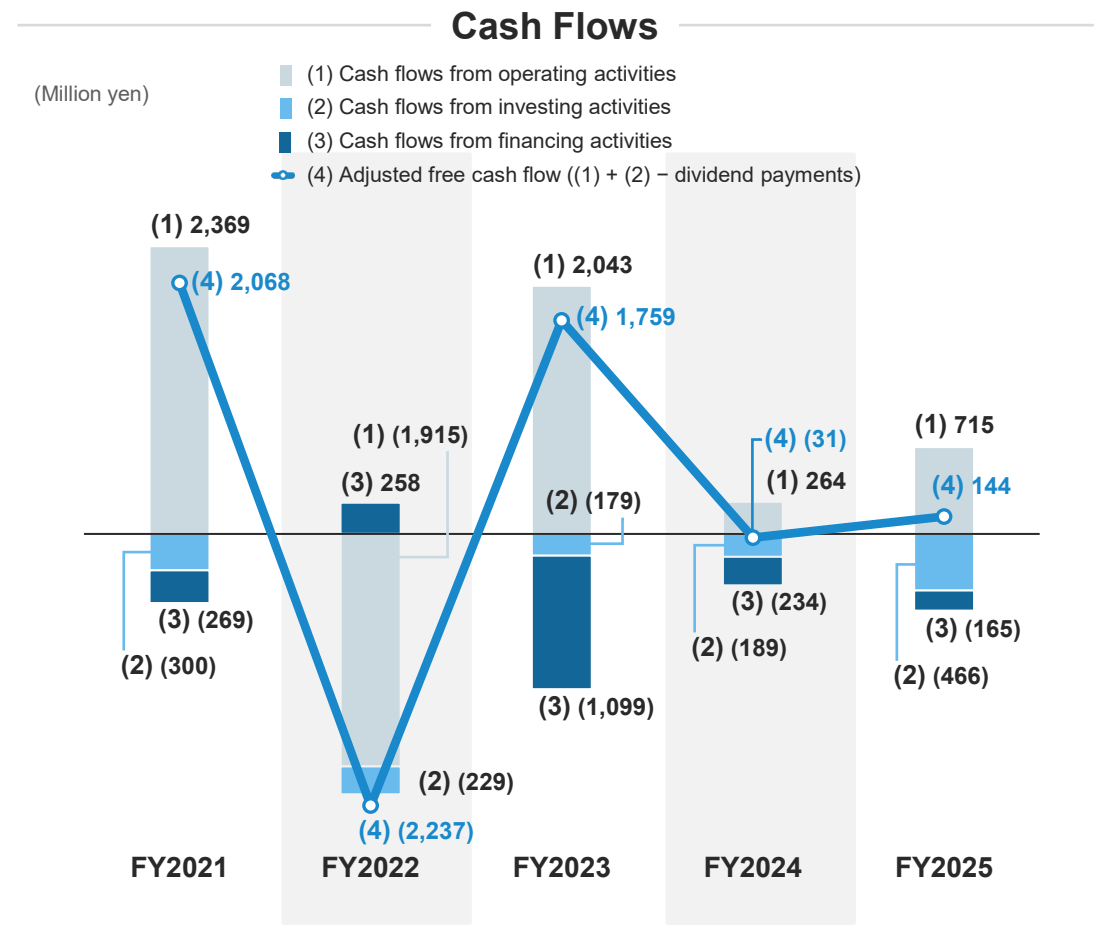 Cash Flows
(Million yen)
(1) Cash flows from operating activities
(2) Cash flows from investing activities
(3) Cash flows from financing activities
(4) Adjusted free cash flow ((1) + (2) − dividend payments)
(1) 2,369
(4) 2,068
(3) (269)
(2) (300)
(1) (1,915)
(3) 258
(2) (229)
(4) (2,237)
(1) 2,043
(4) 1,759
(2) (179)
(3) (1,099)
(4) (31)
(1) 264
(3) (234)
(2) (189)
(1) 715
(4) 144
(3) (165)
(2) (466)
FY2021
FY2022
FY2023
FY2024
FY2025